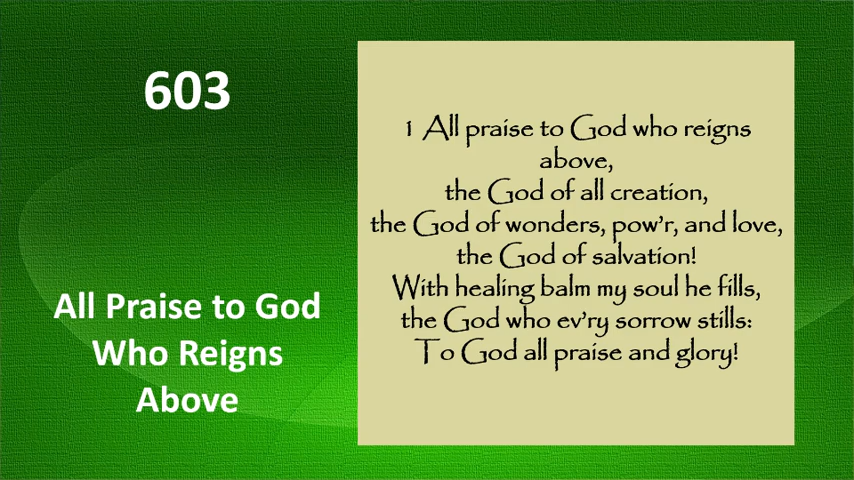 603
All Praise to God
Who Reigns
Above
1 All praise to God who reigns
above,
the God of all creation,
the God of wonders, pow'r, and love,
the God of salvation!
With healing balm my soul he fills,
the God who ev'ry sorrow stills:
To God all praise and glory!